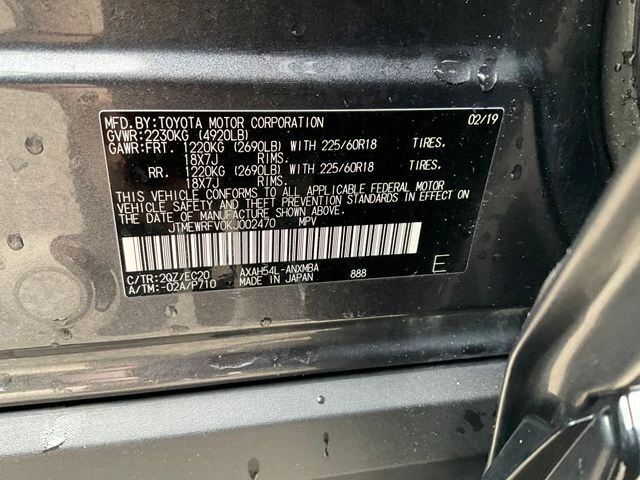 MFD.BY:TOYOTA MOTOR CORPORATION 02/19
GVWR:2230KG (4920LB)
GAWR:FRT. 1220KG (2690LB) WITH 225/60R18 TIRES.
18X7J RIMS.
RR. 1220KG (2690LB) WITH 225/60R18 TIRES.
18X7J RIMS.
THIS VEHICLE CONFORMS TO ALL APPLICABLE FEDERAL MOTOR
VEHICLE SAFETY AND THEFT PREVENTION STANDARDS IN EFFECT ON
THE DATE OF MANUFACTURE SHOWN ABOVE.
JTMEWRFV0KJ002470 MPV
C/TR:2QZ/EC20 AXAH54L-ANXMBA 888 E
A/TM:-02A/P710 MADE IN JAPAN